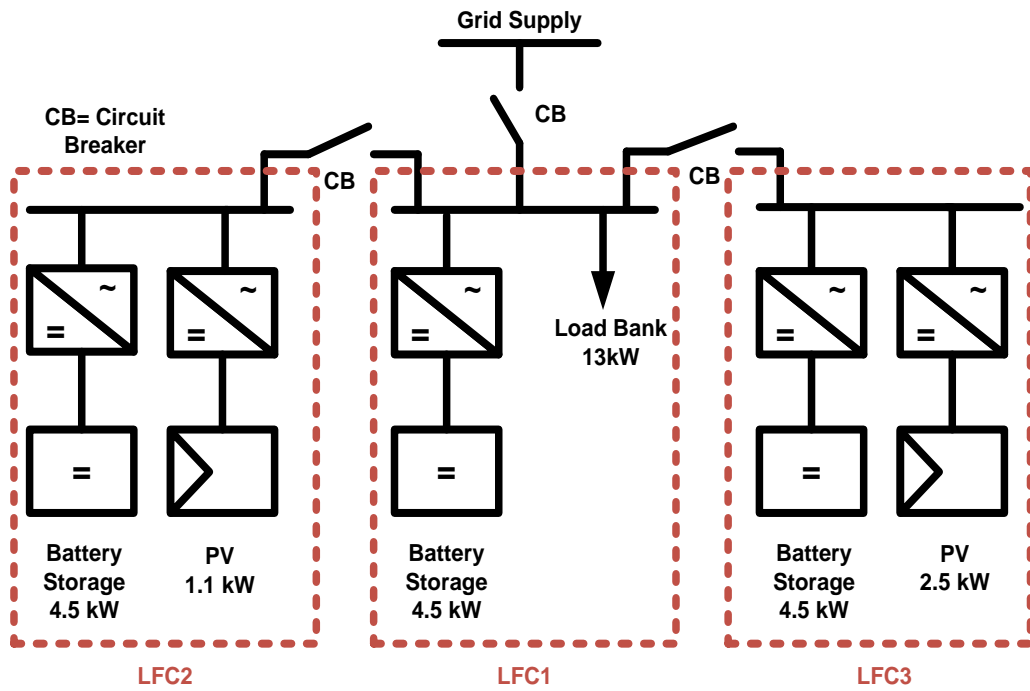 Grid Supply
CB= Circuit
Breaker
CB
CB
CB
~
=
~
=
~
=
~
=
~
=
Load Bank
13kW
=
=
=
Battery
Storage
4.5 kW
PV
1.1 kW
Battery
Storage
4.5 kW
Battery
Storage
4.5 kW
PV
2.5 kW
LFC2
LFC1
LFC3